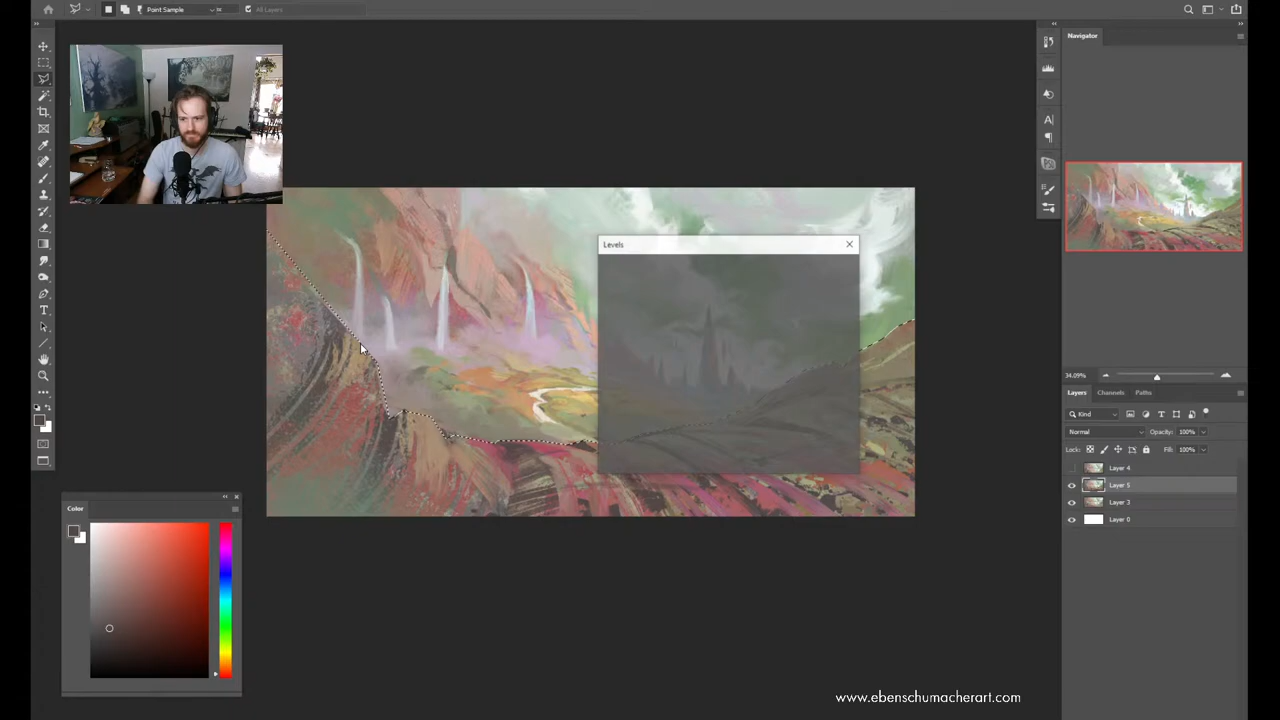 Point Sample
All Layers
Navigator
Levels
34.09%
Layers
Channels
Paths
Kind
Normal
Opacity: 100%
Lock:
Fill: 100%
Layer 4
Layer 5
Layer 3
Layer 0
Color
www.ebenschumacherart.com